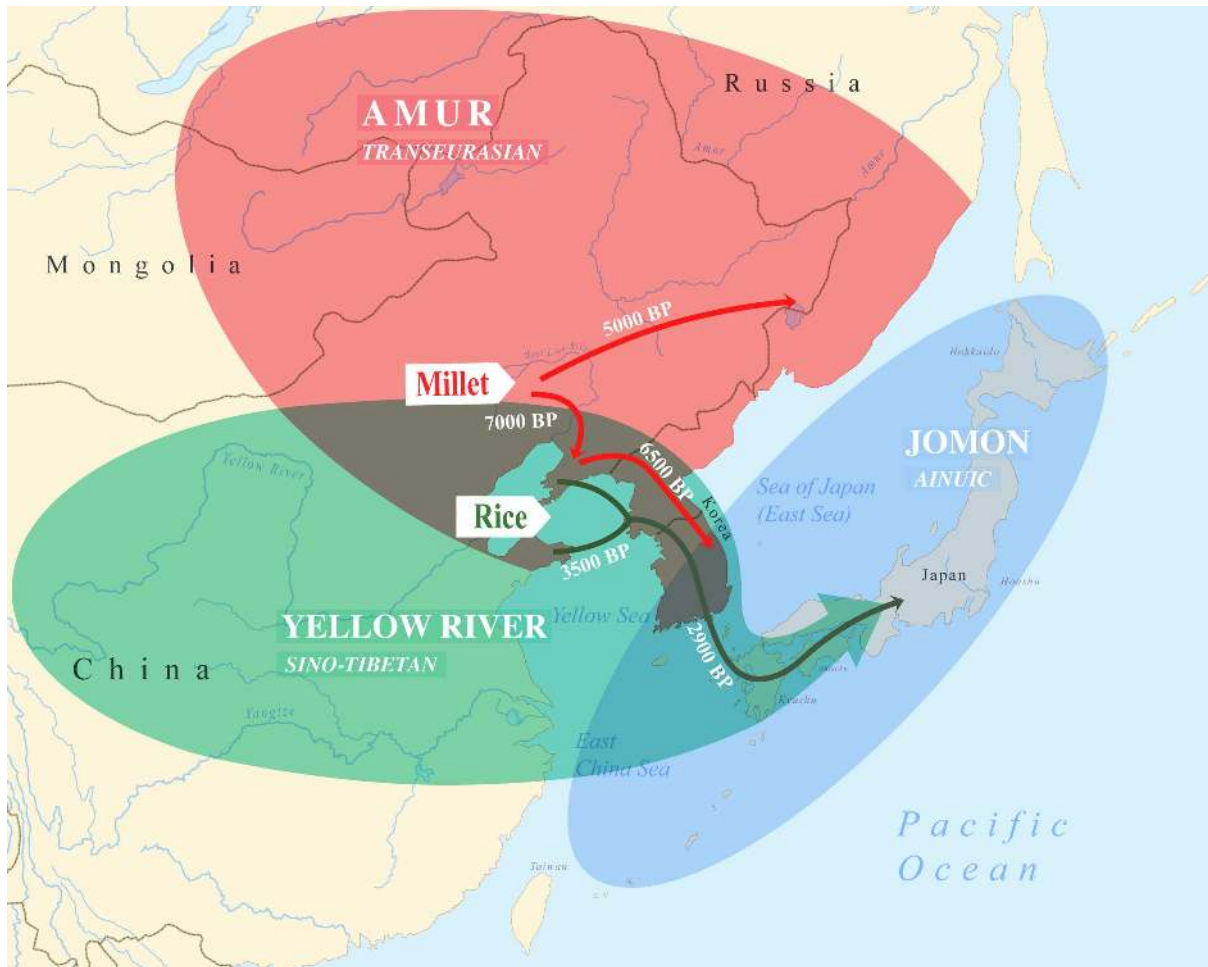 Russia
AMUR
TRANSEURASIAN
Amur
Amur
Mongolia
5000 BP
Millet
7000 BP
Hokkaido
JOMON
AINUIC
6500 BP
Yellow River
Korea
Sea of Japan
(East Sea)
Rice
3500 BP
Japan
Honshu
YELLOW RIVER
SINO-TIBETAN
Yellow Sea
2900 BP
China
Kyushu
Yangtze
East
China Sea
Pacific
Ocean
Taiwan